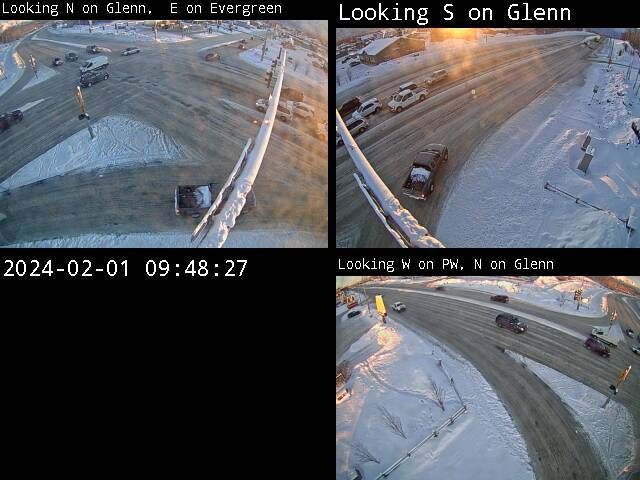 Looking N on Glenn,  E on Evergreen
Looking S on Glenn
2024-02-01 09:48:27
Looking W on PW, N on Glenn